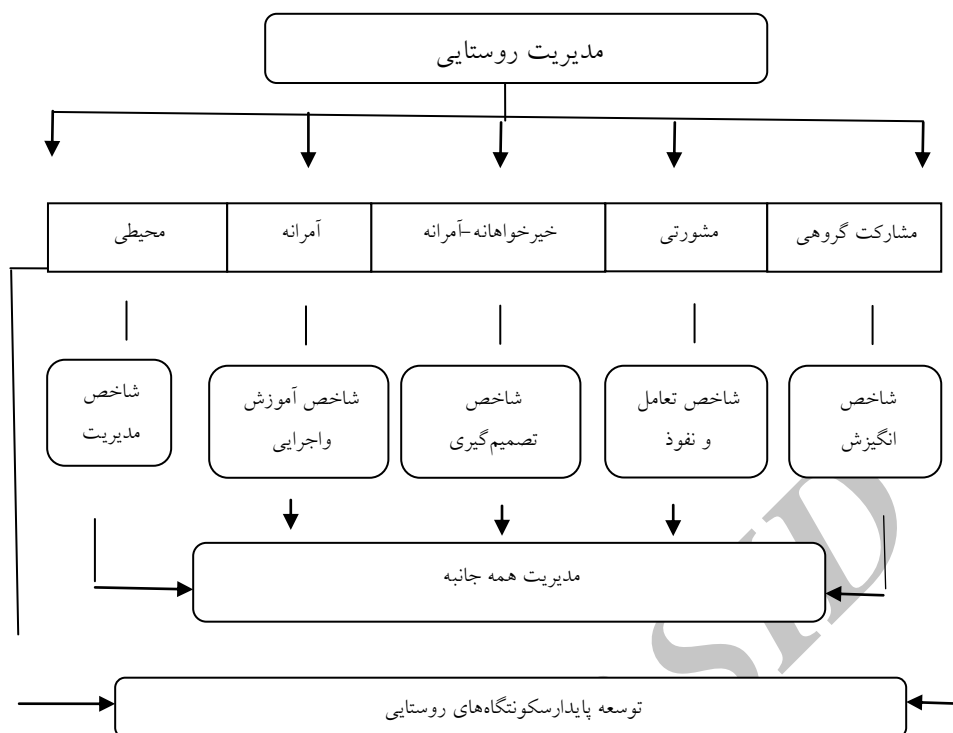 مدیریت روستایی
مشارکت گروهی
مشورتی
خیرخواهانه-آمرانه
آمرانه
محیطی
شاخص
انگیزش
شاخص تعامل
و نفوذ
شاخص
تصمیم‌گیری
شاخص آموزش
واجرایی
شاخص
مدیریت
مدیریت همه جانبه
توسعه پایدارسکونتگاه‌های روستایی
SID